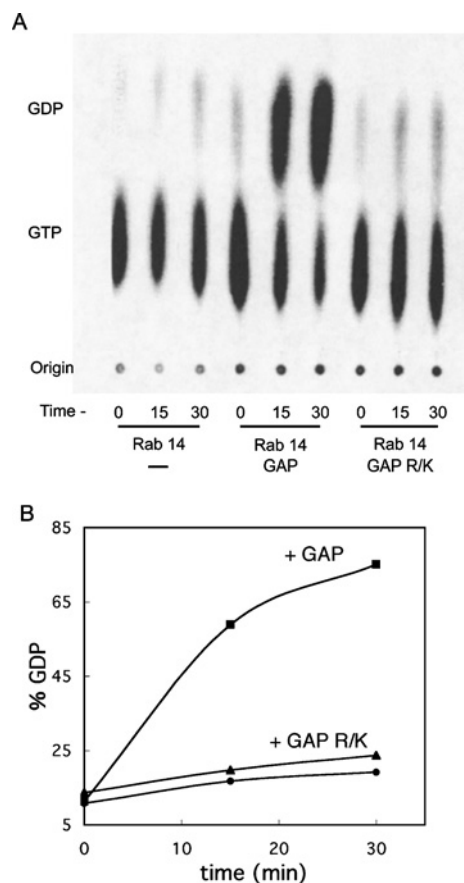 A
GDP
GTP
Origin
Time - 0 15 30 0 15 30 0 15 30
Rab 14 Rab 14 Rab 14
— GAP GAP R/K
B
85
65
45
25
5
% GDP
+ GAP
+ GAP R/K
0 10 20 30
time (min)